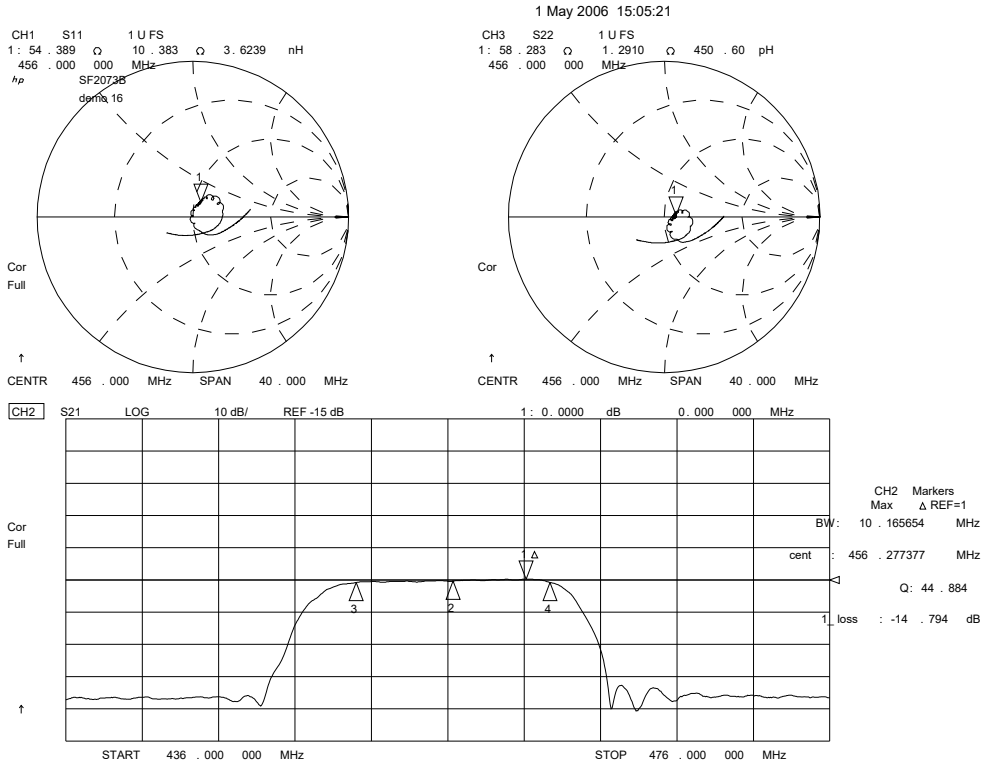 1 May 2006 15:05:21
CH1 S11 1 U FS
1 : 54 . 389 Ω 10 . 383 Ω 3 . 6239 nH
456 . 000 000 MHz
hp SF2073B
demo 16
1
Cor
Full
↑
CENTR 456 . 000 MHz SPAN 40 . 000 MHz
CH3 S22 1 U FS
1 : 58 . 283 Ω 1 . 2910 Ω 450 . 60 pH
456 . 000 000 MHz
1
Cor
↑
CENTR 456 . 000 MHz SPAN 40 . 000 MHz
CH2 S21 LOG 10 dB/ REF -15 dB 1 : 0 . 0000 dB 0 . 000 000 MHz
Cor
Full
1 Δ
3 2 4
↑
START 436 . 000 000 MHz STOP 476 . 000 000 MHz
CH2 Markers
Max Δ REF=1
BW : 10 . 165654 MHz
cent : 456 . 277377 MHz
Q: 44 . 884
1_ loss : -14 . 794 dB